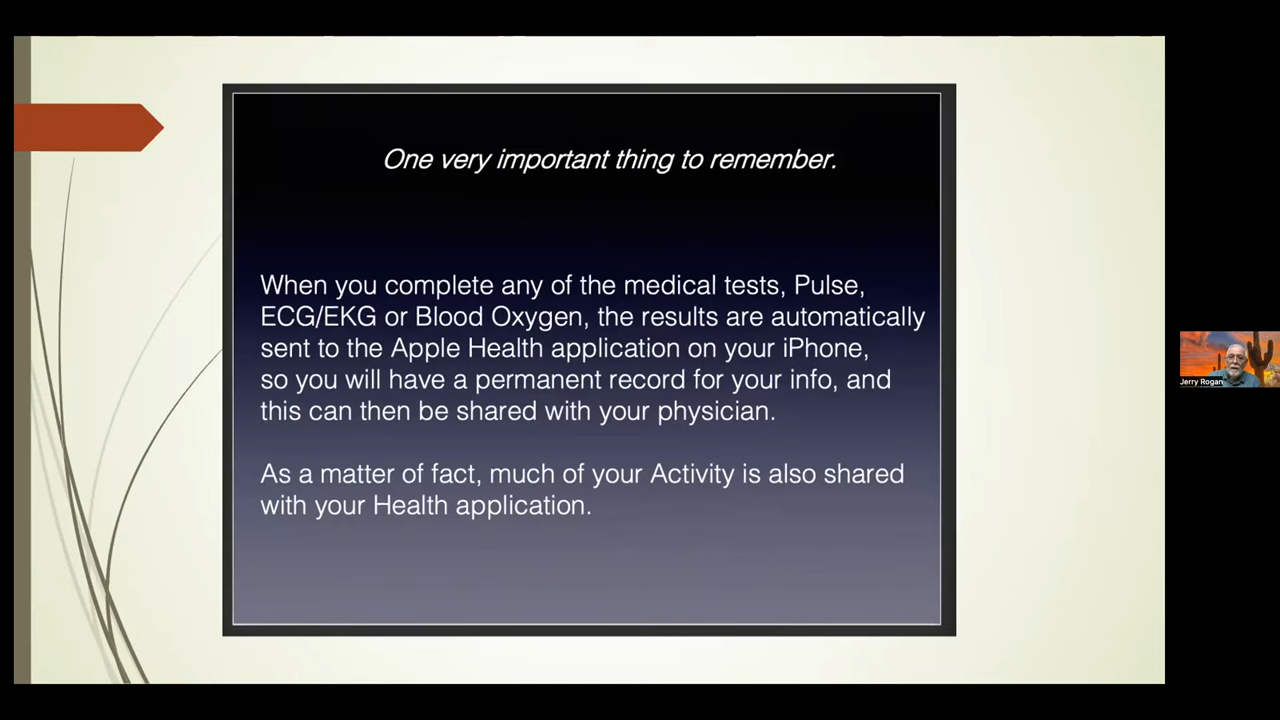 One very important thing to remember.
When you complete any of the medical tests, Pulse,
ECG/EKG or Blood Oxygen, the results are automatically
sent to the Apple Health application on your iPhone,
so you will have a permanent record for your info, and
this can then be shared with your physician.
As a matter of fact, much of your Activity is also shared
with your Health application.
Jerry Rogan